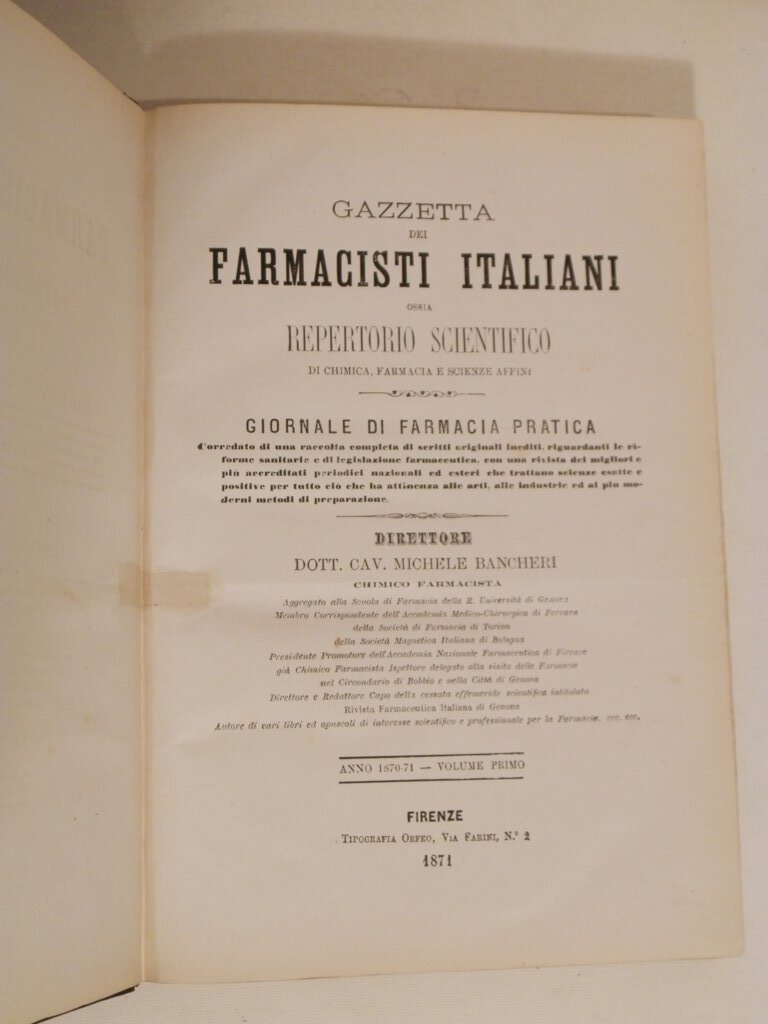 GAZZETTA
DEI
FARMACISTI ITALIANI
OSSIA
REPERTORIO SCIENTIFICO
DI CHIMICA, FARMACIA E SCIENZE AFFINI
GIORNALE DI FARMACIA PRATICA
Corredato di una raccolta completa di scritti originali inediti, riguardanti le ri-
forme sanitarie e di legislazione farmaceutica, con una rivista dei migliori e
più accreditati periodici nazionali ed esteri che trattano scienze esatte e
positive per tutto ciò che ha attinenza alle arti, alle industrie ed ai più mo-
derni metodi di preparazione.
DIRETTORE
DOTT. CAV. MICHELE BANCHERI
CHIMICO FARMACISTA
Aggregato alla Scuola di Farmacia della R. Università di Genova
Membro Corrispondente dell'Accademia Medico-Chirurgica di Ferrara
della Società di Farmacia di Torino
della Società Magnetica Italiana di Bologna
Presidente Promotore dell'Accademia Nazionale Farmaceutica di Firenze
già Chimico Farmacista Ispettore delegato alla visita delle Farmacie
nel Circondario di Bobbio e nella Città di Genova
Direttore e Redattore Capo della cessata effemeride scientifica intitolata
Rivista Farmaceutica Italiana di Genova
Autore di vari libri ed opuscoli di interesse scientifico e professionale per la Farmacia, ecc. ecc.
ANNO 1870-71 — VOLUME PRIMO
FIRENZE
TIPOGRAFIA ORFEO, VIA FARINI, N.° 2
1871